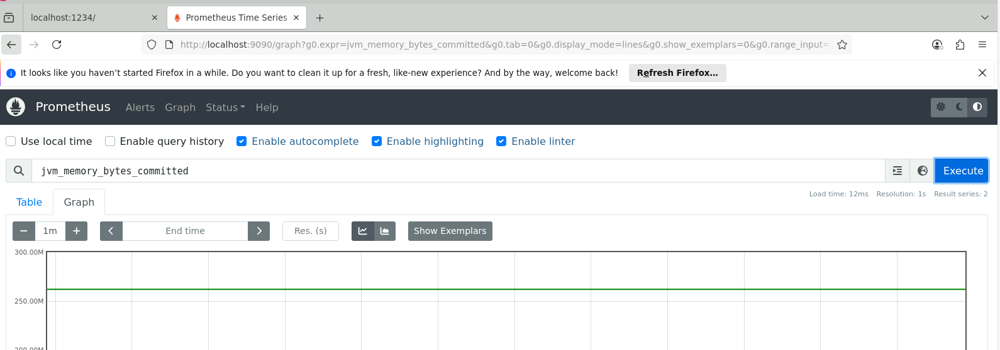 localhost:1234/
Prometheus Time Series
http://localhost:9090/graph?g0.expr=jvm_memory_bytes_committed&g0.tab=0&g0.display_mode=lines&g0.show_exemplars=0&g0.range_input=
It looks like you haven’t started Firefox in a while. Do you want to clean it up for a fresh, like-new experience? And by the way, welcome back! Refresh Firefox…
Prometheus Alerts Graph Status Help
Use local time Enable query history Enable autocomplete Enable highlighting Enable linter
jvm_memory_bytes_committed Execute
Load time: 12ms Resolution: 1s Result series: 2
Table Graph
1m End time Res. (s) Show Exemplars
300.00M
250.00M
200.00M